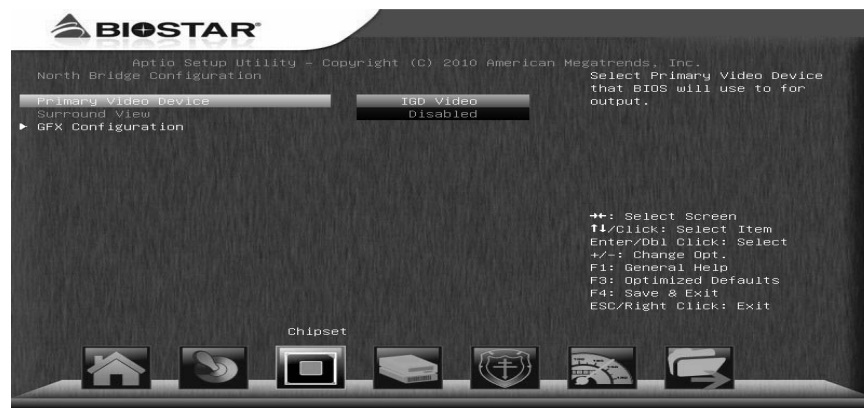 BIOSTAR
Aptio Setup Utility – Copyright (C) 2010 American Megatrends, Inc.
North Bridge Configuration
Primary Video Device IGD Video
Surround View Disabled
► GFX Configuration
Select Primary Video Device
that BIOS will use to for
output.
→←: Select Screen
↑↓/Click: Select Item
Enter/Dbl Click: Select
+/-: Change Opt.
F1: General Help
F3: Optimized Defaults
F4: Save & Exit
ESC/Right Click: Exit
Chipset